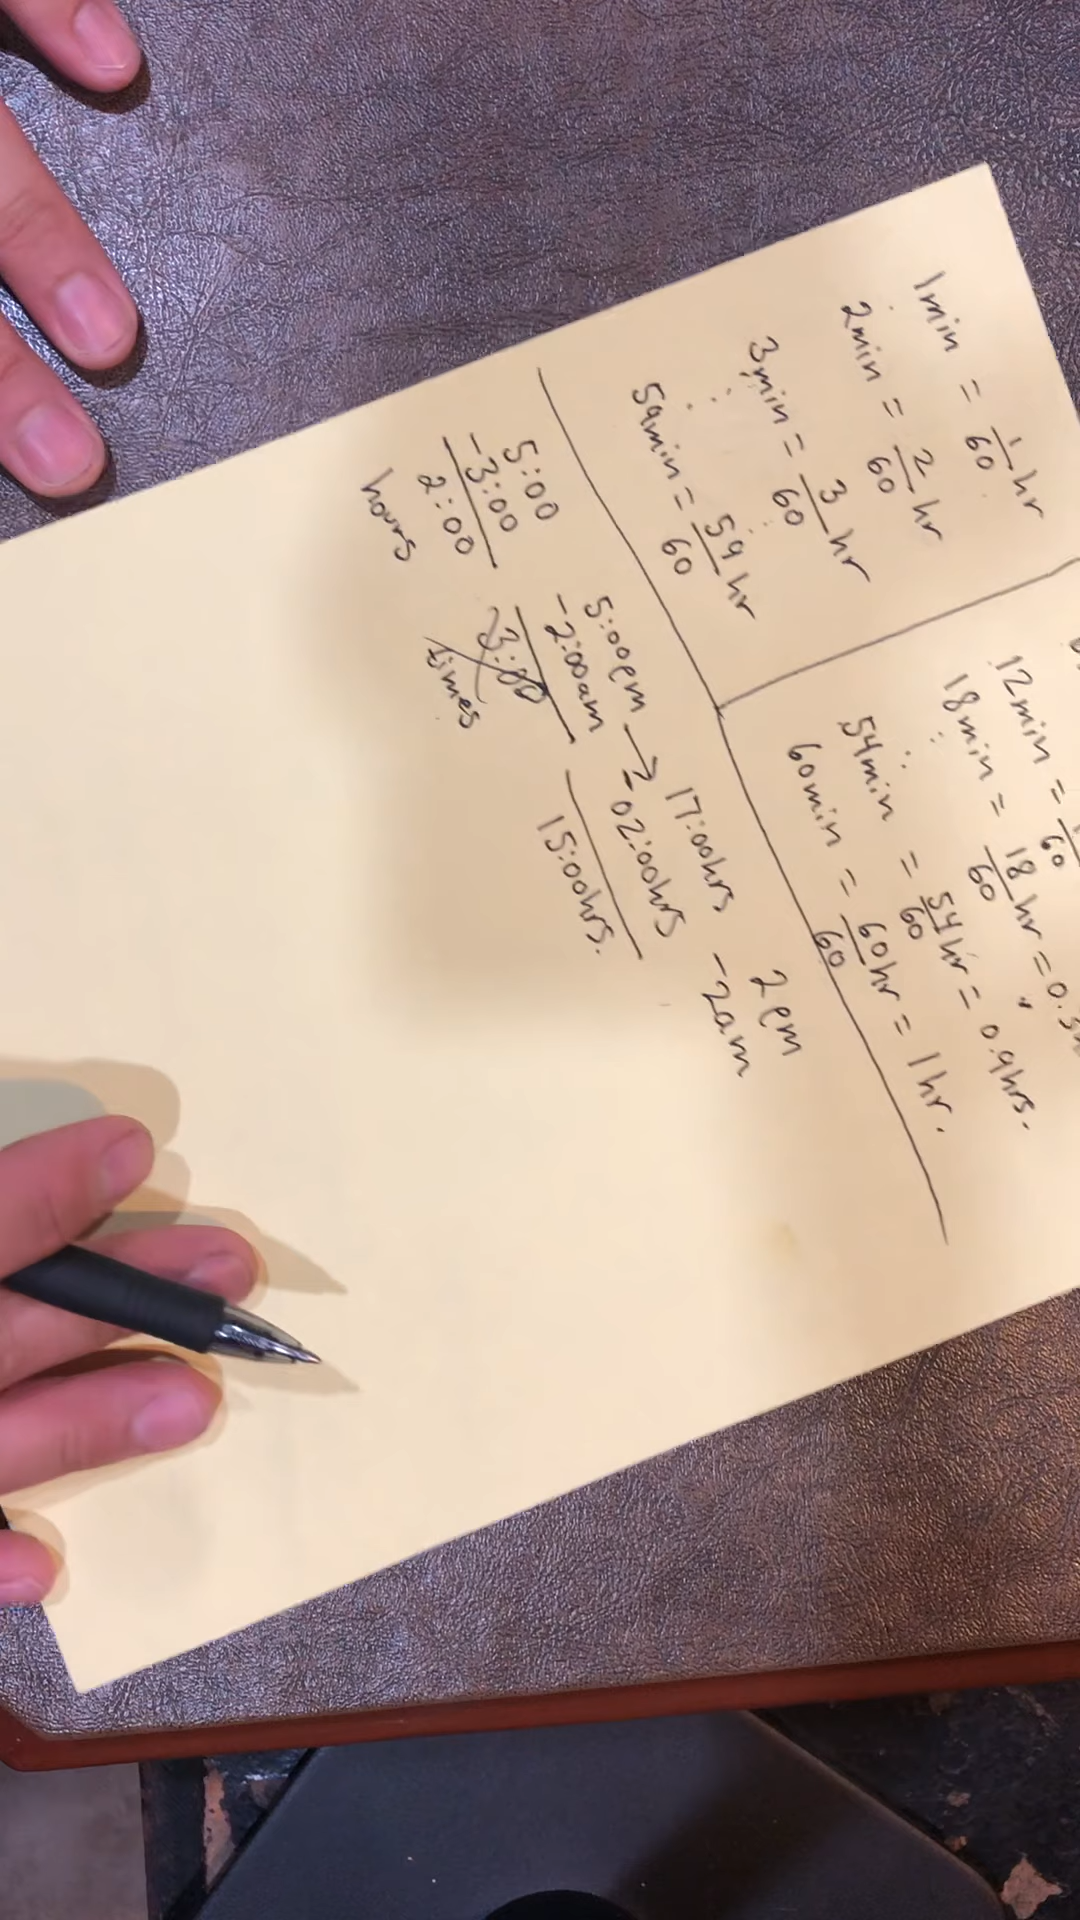 1min = 1/60 hr
2min = 2/60 hr
3min = 3/60 hr
59min = 59/60 hr
12min =
18min = 18/60 hr = 0.3
54min = 54/60 hr = 0.9hrs.
60min = 60/60 hr = 1hr.
5:00
-3:00
2:00
hours
5:00pm → 17:00hrs
-2:00am - 02:00hrs
3:00 15:00hrs.
times
2pm
-2am